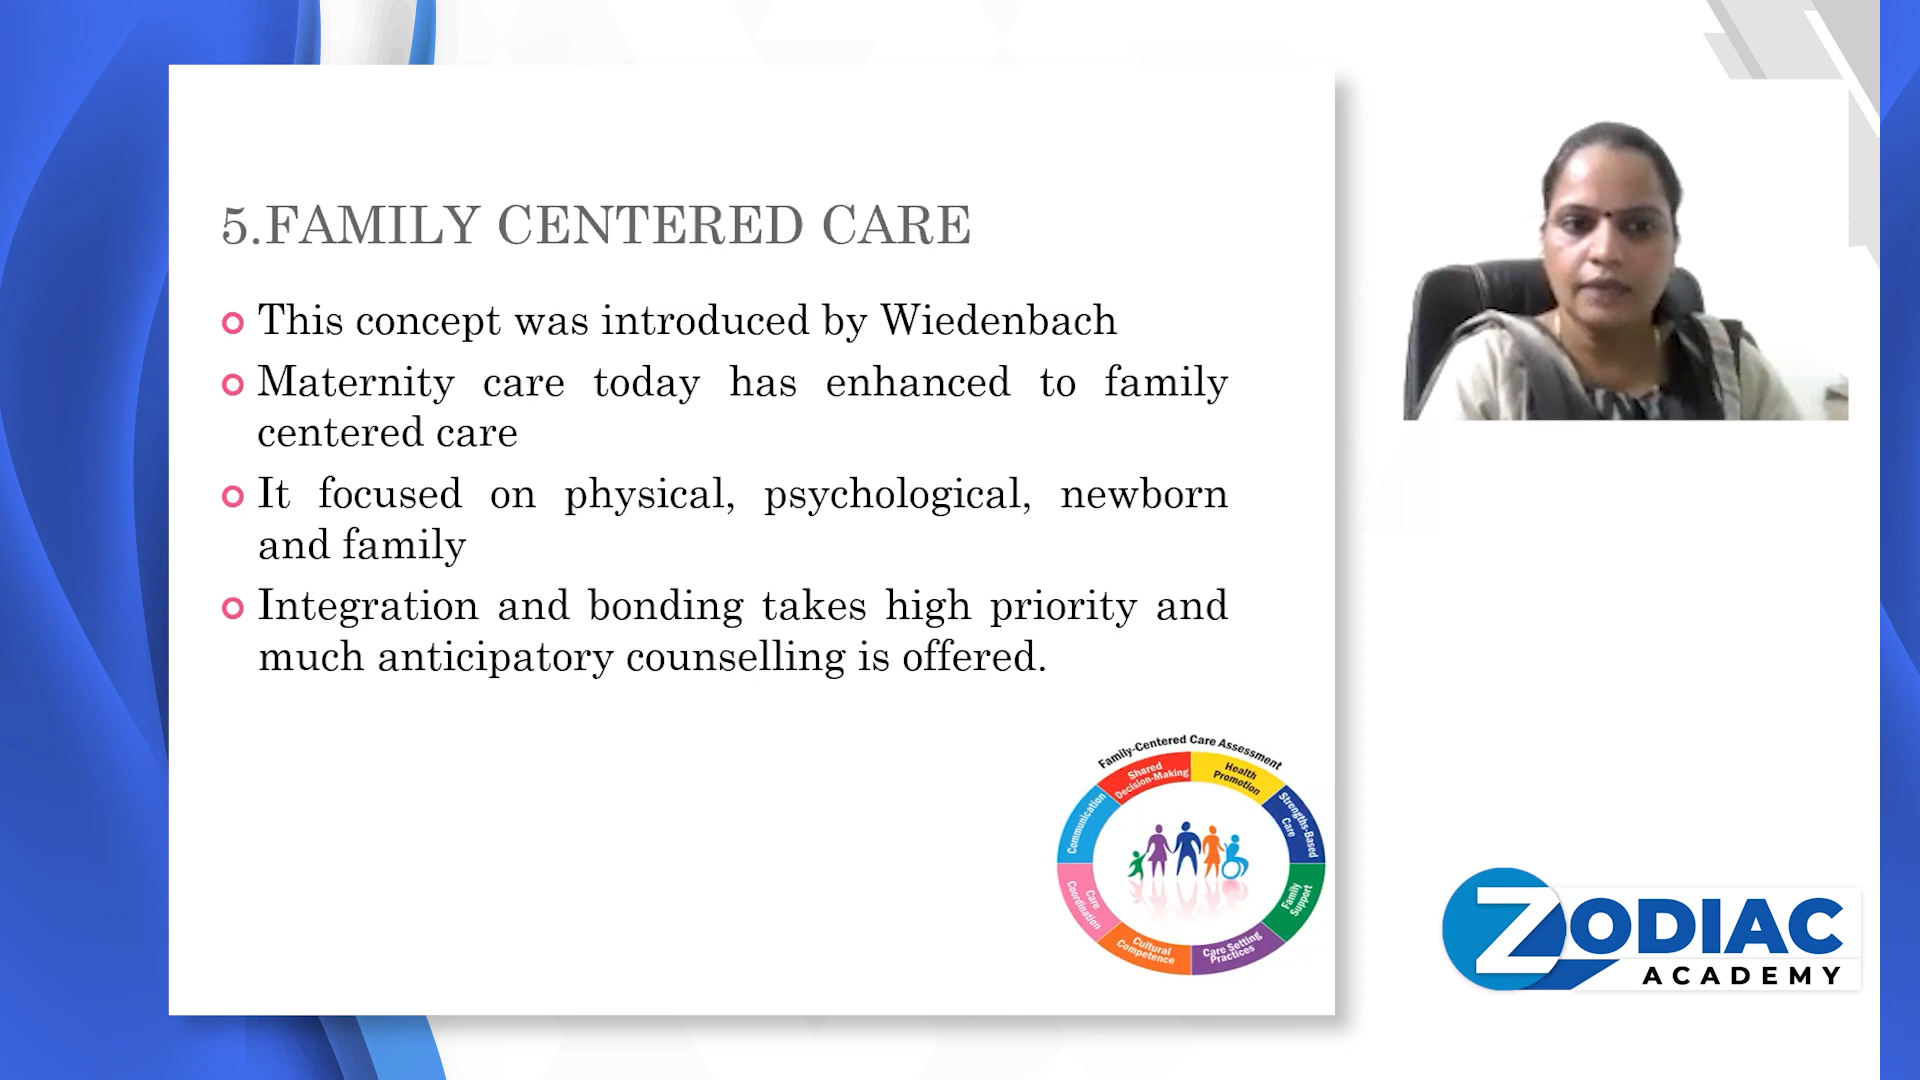 5.FAMILY CENTERED CARE
This concept was introduced by Wiedenbach
Maternity care today has enhanced to family
centered care
It focused on physical, psychological, newborn
and family
Integration and bonding takes high priority and
much anticipatory counselling is offered.
Family-Centered Care Assessment
Shared
Decision-Making
Health
Promotion
Strengths-Based
Care
Family
Support
Care Setting
Practices
Cultural
Competence
Care
Coordination
Communication
ZODIAC
ACADEMY